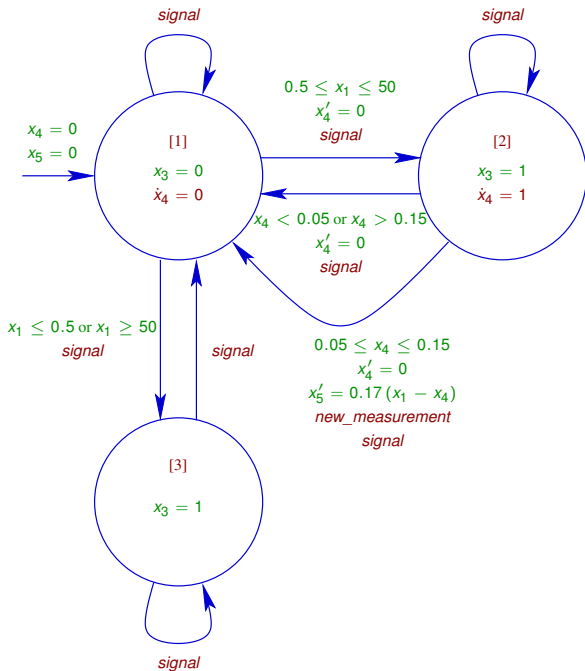 signal
signal
0.5 ≤ x₁ ≤ 50
x₄′ = 0
signal
x₄ = 0
x₅ = 0
[1]
x₃ = 0
ẋ₄ = 0
[2]
x₃ = 1
ẋ₄ = 1
x₄ < 0.05 or x₄ > 0.15
x₄′ = 0
signal
x₁ ≤ 0.5 or x₁ ≥ 50
signal
signal
0.05 ≤ x₄ ≤ 0.15
x₄′ = 0
x₅′ = 0.17 (x₁ − x₄)
new_measurement
signal
[3]
x₃ = 1
signal